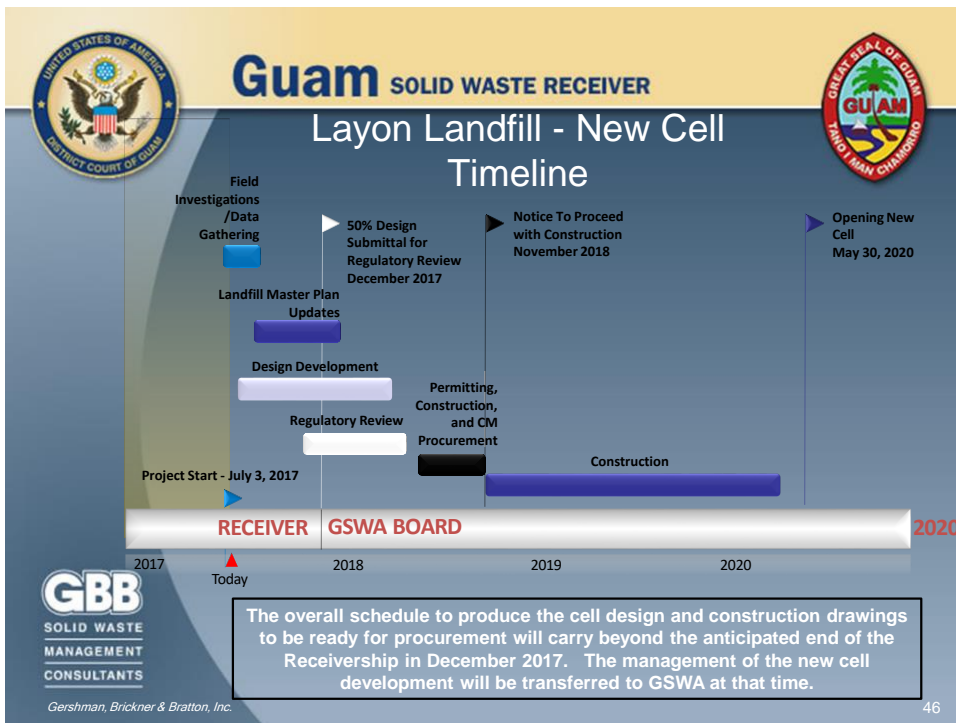 UNITED STATES OF AMERICA
DISTRICT COURT OF GUAM
Guam SOLID WASTE RECEIVER
GREAT SEAL OF GUAM
GUAM
TANO I MAN CHAMORRO
Layon Landfill - New Cell
Timeline
Field
Investigations
/Data
Gathering
50% Design
Submittal for
Regulatory Review
December 2017
Notice To Proceed
with Construction
November 2018
Opening New
Cell
May 30, 2020
Landfill Master Plan
Updates
Design Development
Regulatory Review
Permitting,
Construction,
and CM
Procurement
Construction
Project Start - July 3, 2017
RECEIVER
GSWA BOARD
2020
2017
2018
2019
2020
Today
GBB
SOLID WASTE
MANAGEMENT
CONSULTANTS
The overall schedule to produce the cell design and construction drawings
to be ready for procurement will carry beyond the anticipated end of the
Receivership in December 2017. The management of the new cell
development will be transferred to GSWA at that time.
Gershman, Brickner & Bratton, Inc.
46